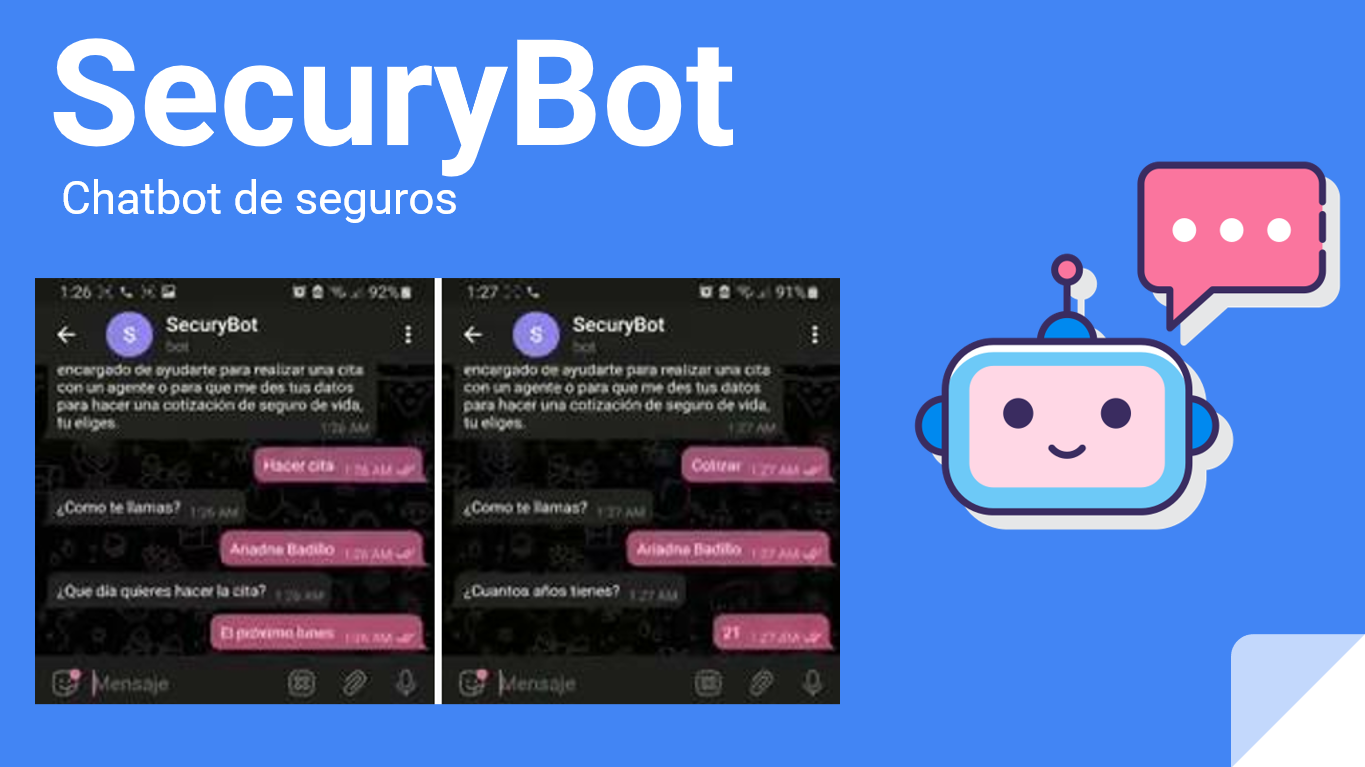 SecuryBot
Chatbot de seguros
1:26
92%
SecuryBot
bot
encargado de ayudarte para realizar una cita
con un agente o para que me des tus datos
para hacer una cotización de seguro de vida,
tu eliges.
1:26 AM
Hacer cita 1:26 AM
¿Como te llamas? 1:26 AM
Ariadna Badillo 1:26 AM
¿Que día quieres hacer la cita? 1:26 AM
El próximo lunes 1:26 AM
Mensaje
1:27
91%
SecuryBot
bot
encargado de ayudarte para realizar una cita
con un agente o para que me des tus datos
para hacer una cotización de seguro de vida,
tu eliges.
1:27 AM
Cotizar 1:27 AM
¿Como te llamas? 1:27 AM
Ariadna Badillo 1:27 AM
¿Cuantos años tienes? 1:27 AM
21 1:27 AM
Mensaje